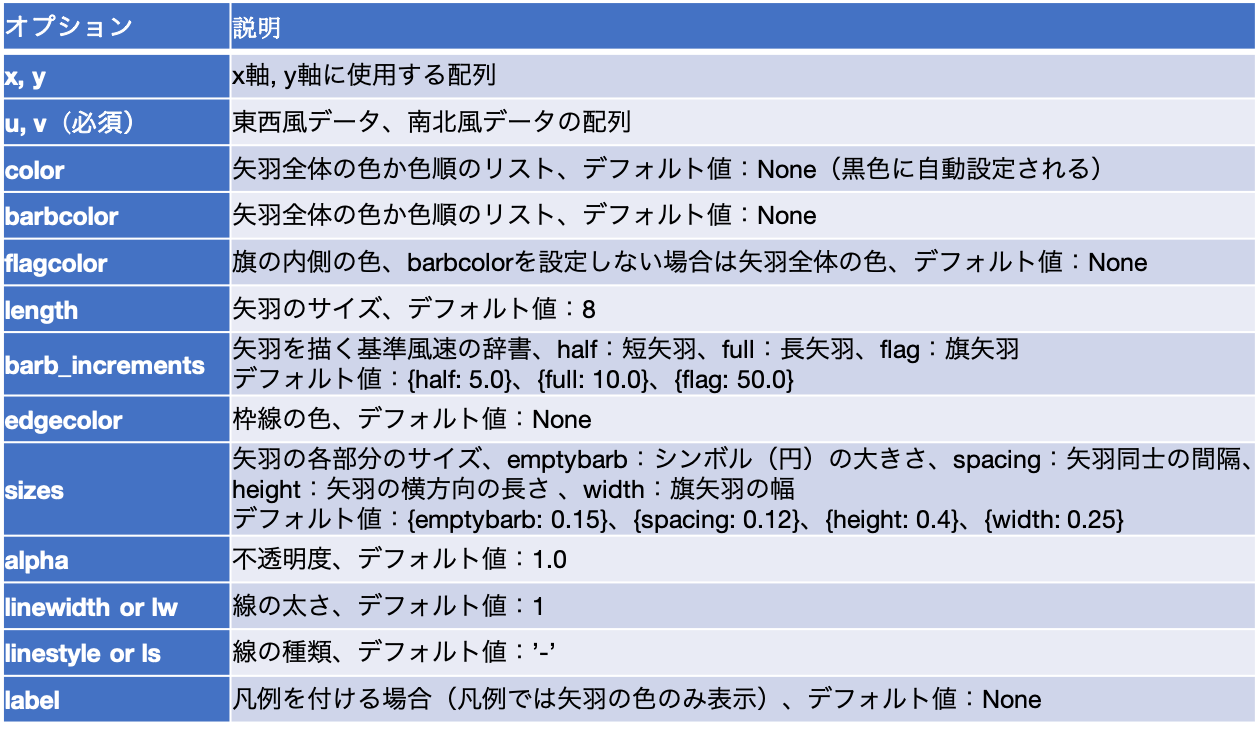 オプション 説明
x, y x軸, y軸に使用する配列
u, v（必須） 東西風データ、南北風データの配列
color 矢羽全体の色か色順のリスト、デフォルト値：None（黒色に自動設定される）
barbcolor 矢羽全体の色か色順のリスト、デフォルト値：None
flagcolor 旗の内側の色、barbcolorを設定しない場合は矢羽全体の色、デフォルト値：None
length 矢羽のサイズ、デフォルト値：8
barb_increments 矢羽を描く基準風速の辞書、half：短矢羽、full：長矢羽、flag：旗矢羽
デフォルト値：{half: 5.0}、{full: 10.0}、{flag: 50.0}
edgecolor 枠線の色、デフォルト値：None
sizes 矢羽の各部分のサイズ、emptybarb：シンボル（円）の大きさ、spacing：矢羽同士の間隔、
height：矢羽の横方向の長さ 、width：旗矢羽の幅
デフォルト値：{emptybarb: 0.15}、{spacing: 0.12}、{height: 0.4}、{width: 0.25}
alpha 不透明度、デフォルト値：1.0
linewidth or lw 線の太さ、デフォルト値：1
linestyle or ls 線の種類、デフォルト値：’-’
label 凡例を付ける場合（凡例では矢羽の色のみ表示）、デフォルト値：None